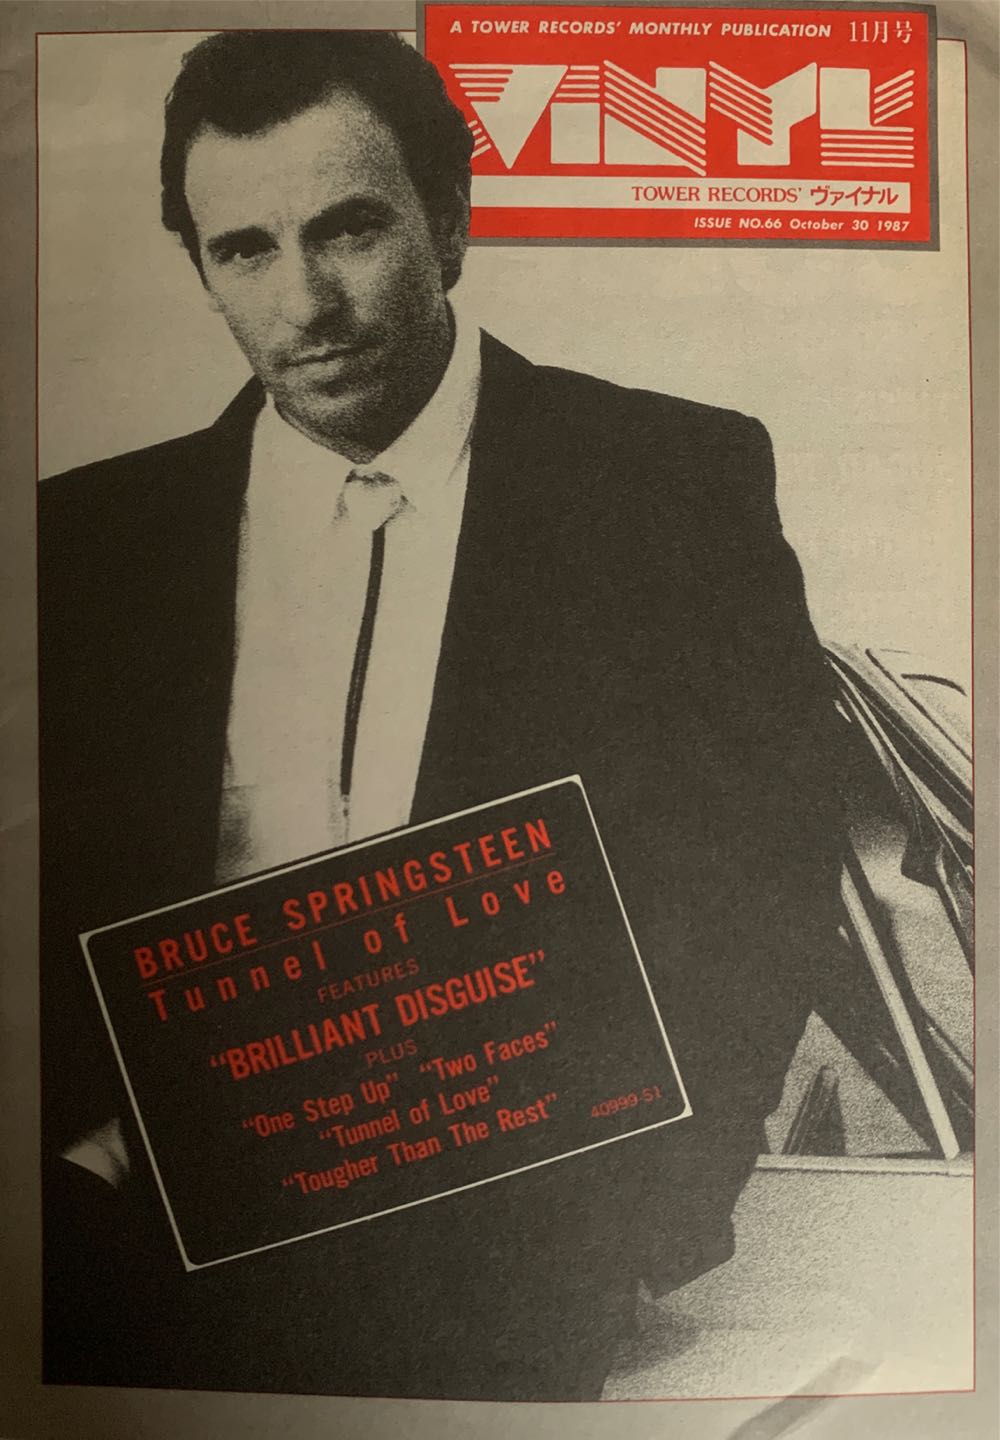 A TOWER RECORDS' MONTHLY PUBLICATION 11月号
VINYL
TOWER RECORDS' ヴァイナル
ISSUE NO.66 October 30 1987
BRUCE SPRINGSTEEN
Tunnel of Love
FEATURES
"BRILLIANT DISGUISE"
PLUS
"One Step Up" "Two Faces"
"Tunnel of Love"
"Tougher Than The Rest" 40999-S1